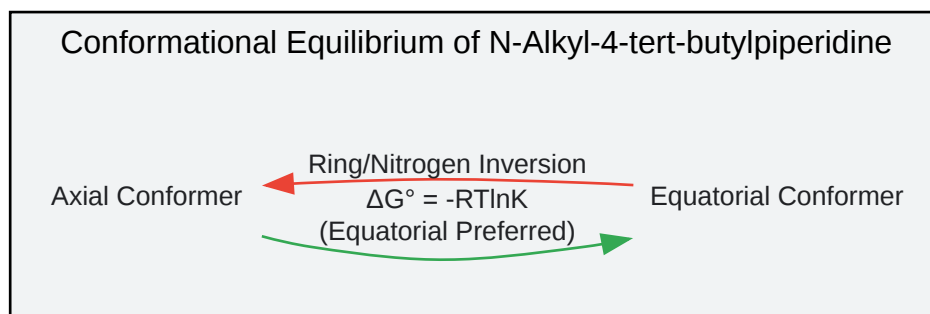 Conformational Equilibrium of N-Alkyl-4-tert-butylpiperidine
Ring/Nitrogen Inversion
Axial Conformer
ΔG° = -RTlnK
Equatorial Conformer
(Equatorial Preferred)